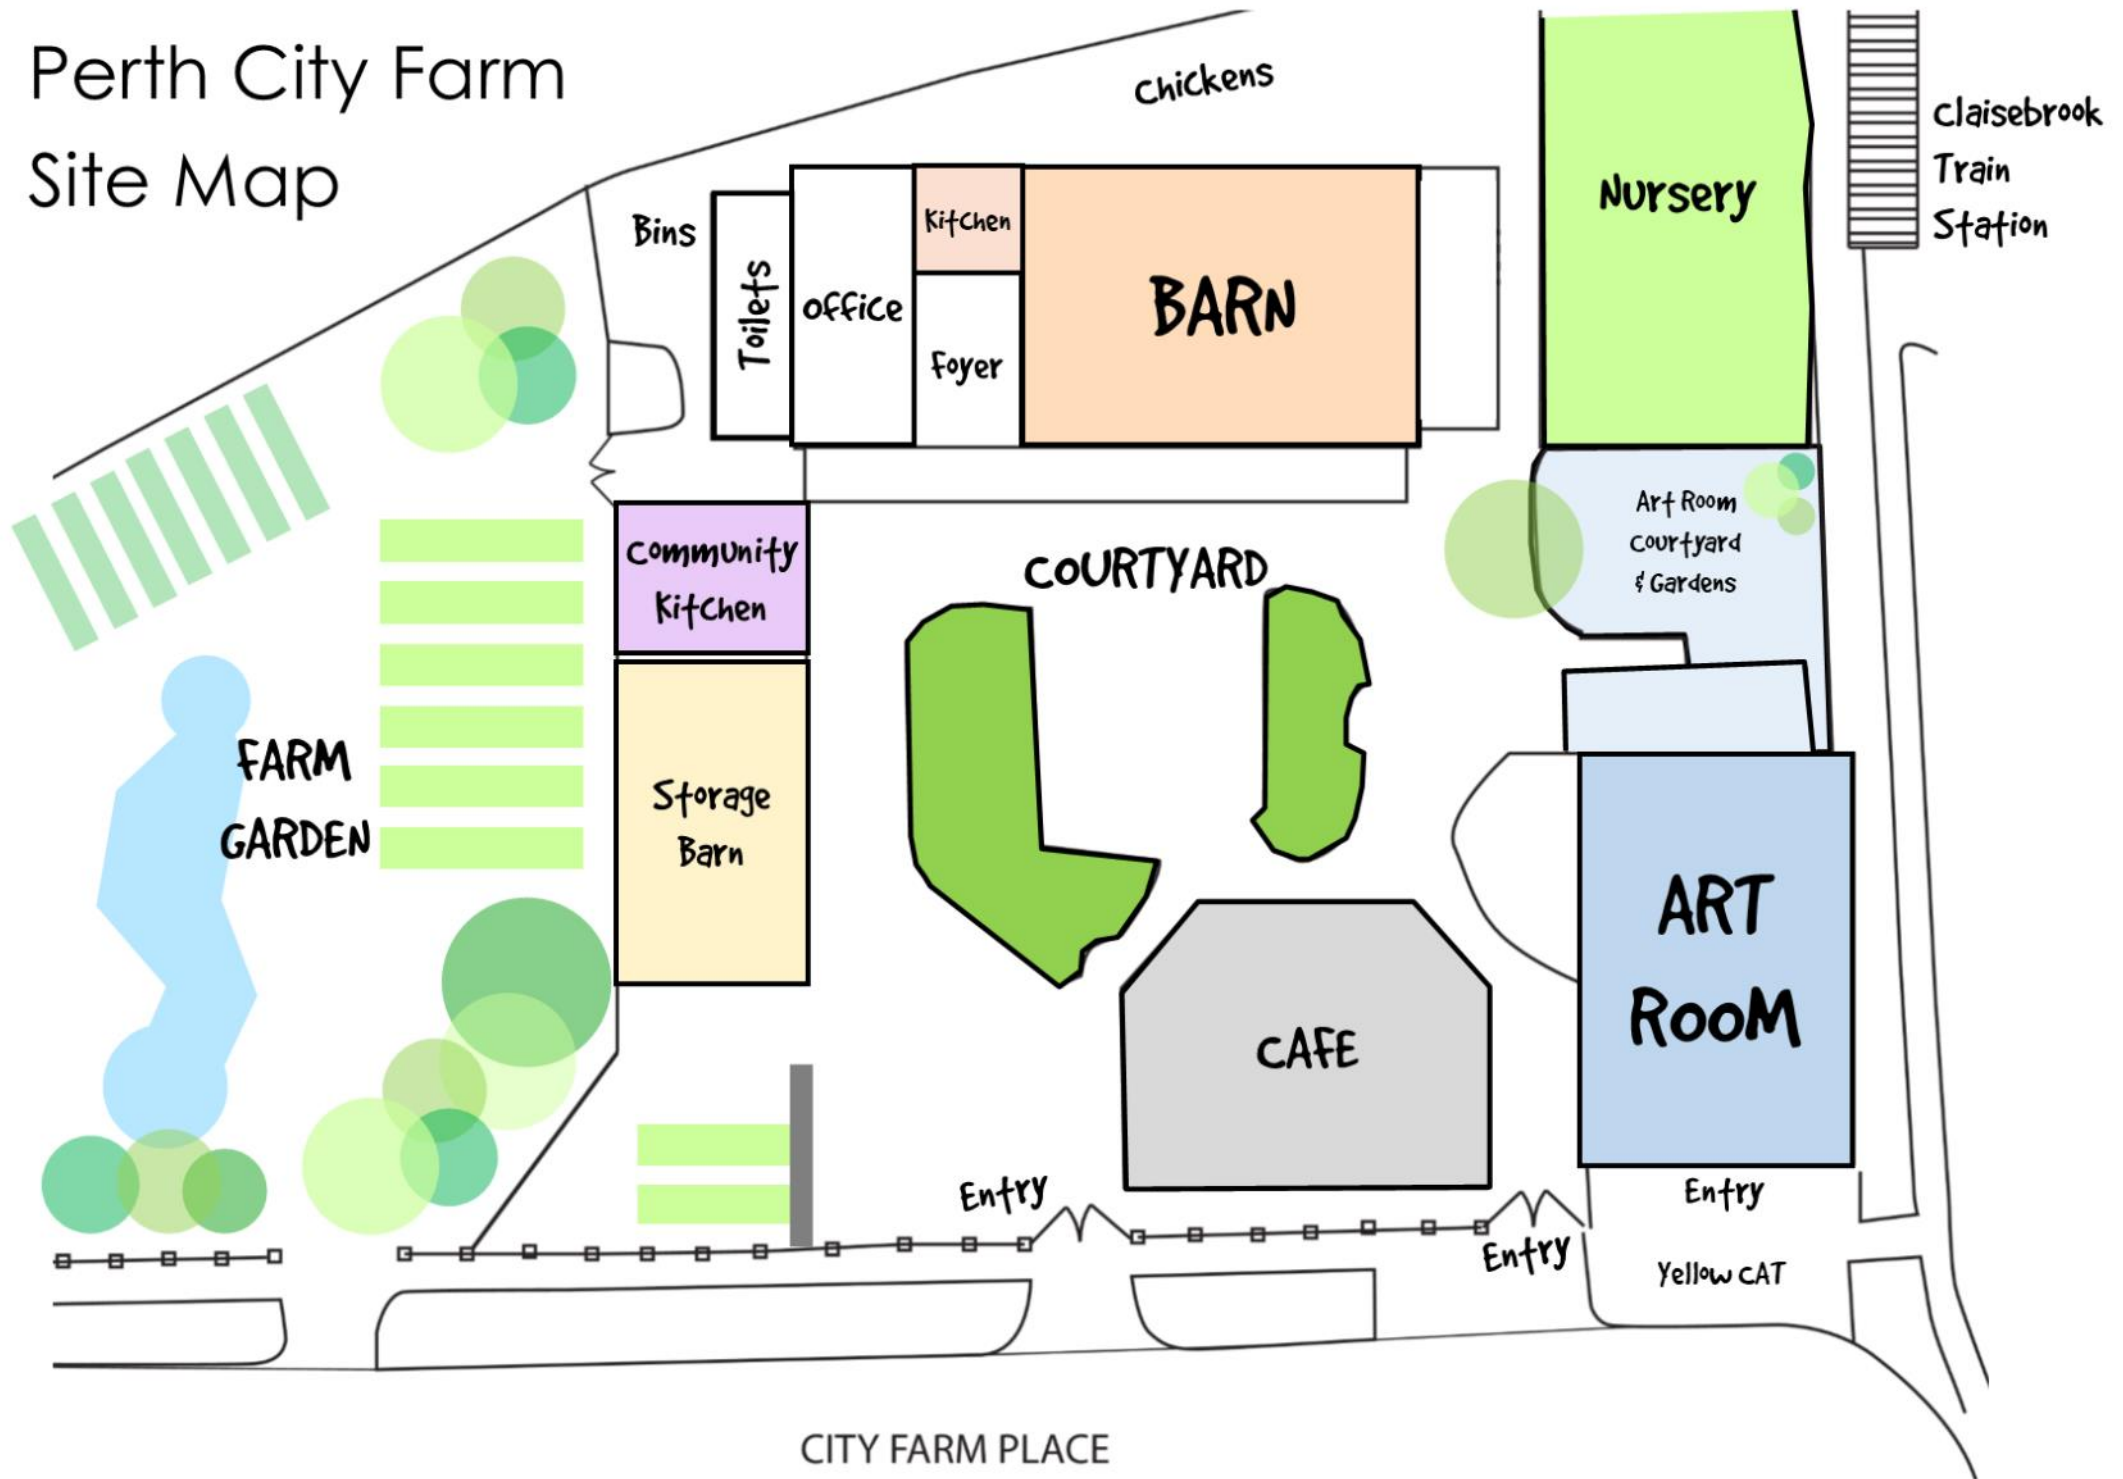 Perth City Farm
Site Map
Chickens
Claisebrook
Train
Station
Nursery
Bins
Toilets
Office
Kitchen
Foyer
BARN
Art Room
Courtyard
& Gardens
Community
Kitchen
COURTYARD
Storage
Barn
FARM
GARDEN
ART
ROOM
CAFE
Entry
Entry
Entry
Yellow CAT
CITY FARM PLACE